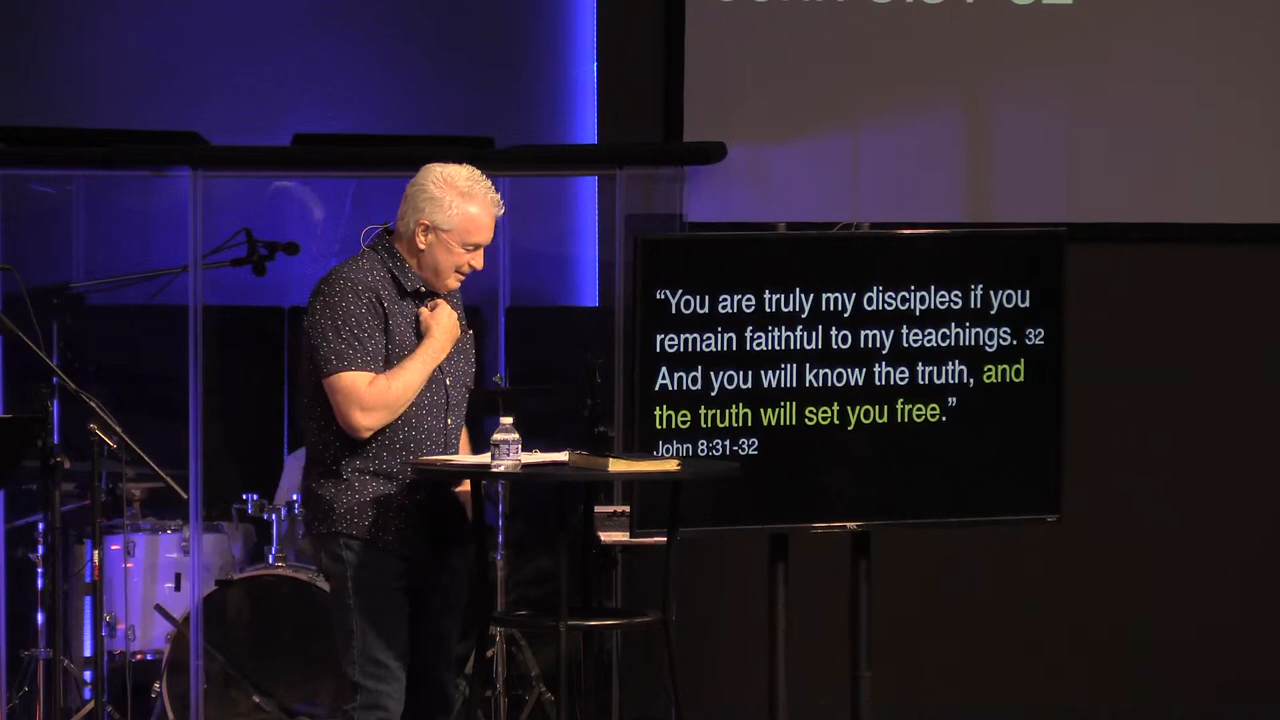 “You are truly my disciples if you
remain faithful to my teachings. 32
And you will know the truth, and
the truth will set you free.”
John 8:31-32